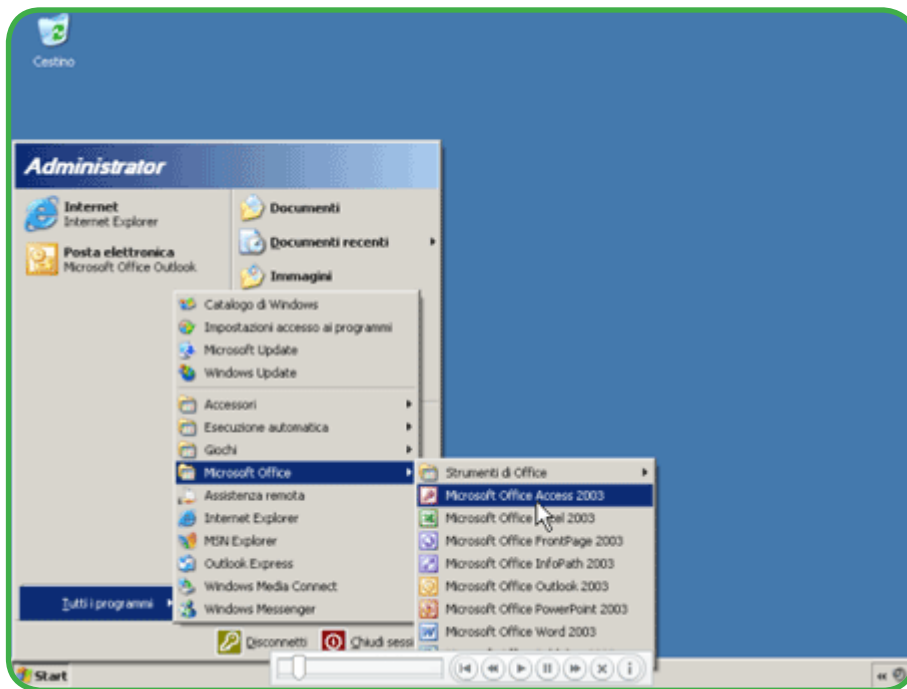 Cestino
Administrator
Internet
Internet Explorer
Posta elettronica
Microsoft Office Outlook
Documenti
Documenti recenti
Immagini
Catalogo di Windows
Impostazioni accesso ai programmi
Microsoft Update
Windows Update
Accessori
Esecuzione automatica
Giochi
Microsoft Office
Assistenza remota
Internet Explorer
MSN Explorer
Outlook Express
Windows Media Connect
Windows Messenger
Strumenti di Office
Microsoft Office Access 2003
Microsoft Office Excel 2003
Microsoft Office FrontPage 2003
Microsoft Office InfoPath 2003
Microsoft Office Outlook 2003
Microsoft Office PowerPoint 2003
Microsoft Office Word 2003
Tutti i programmi
Disconnetti
Chiudi sessi
Start